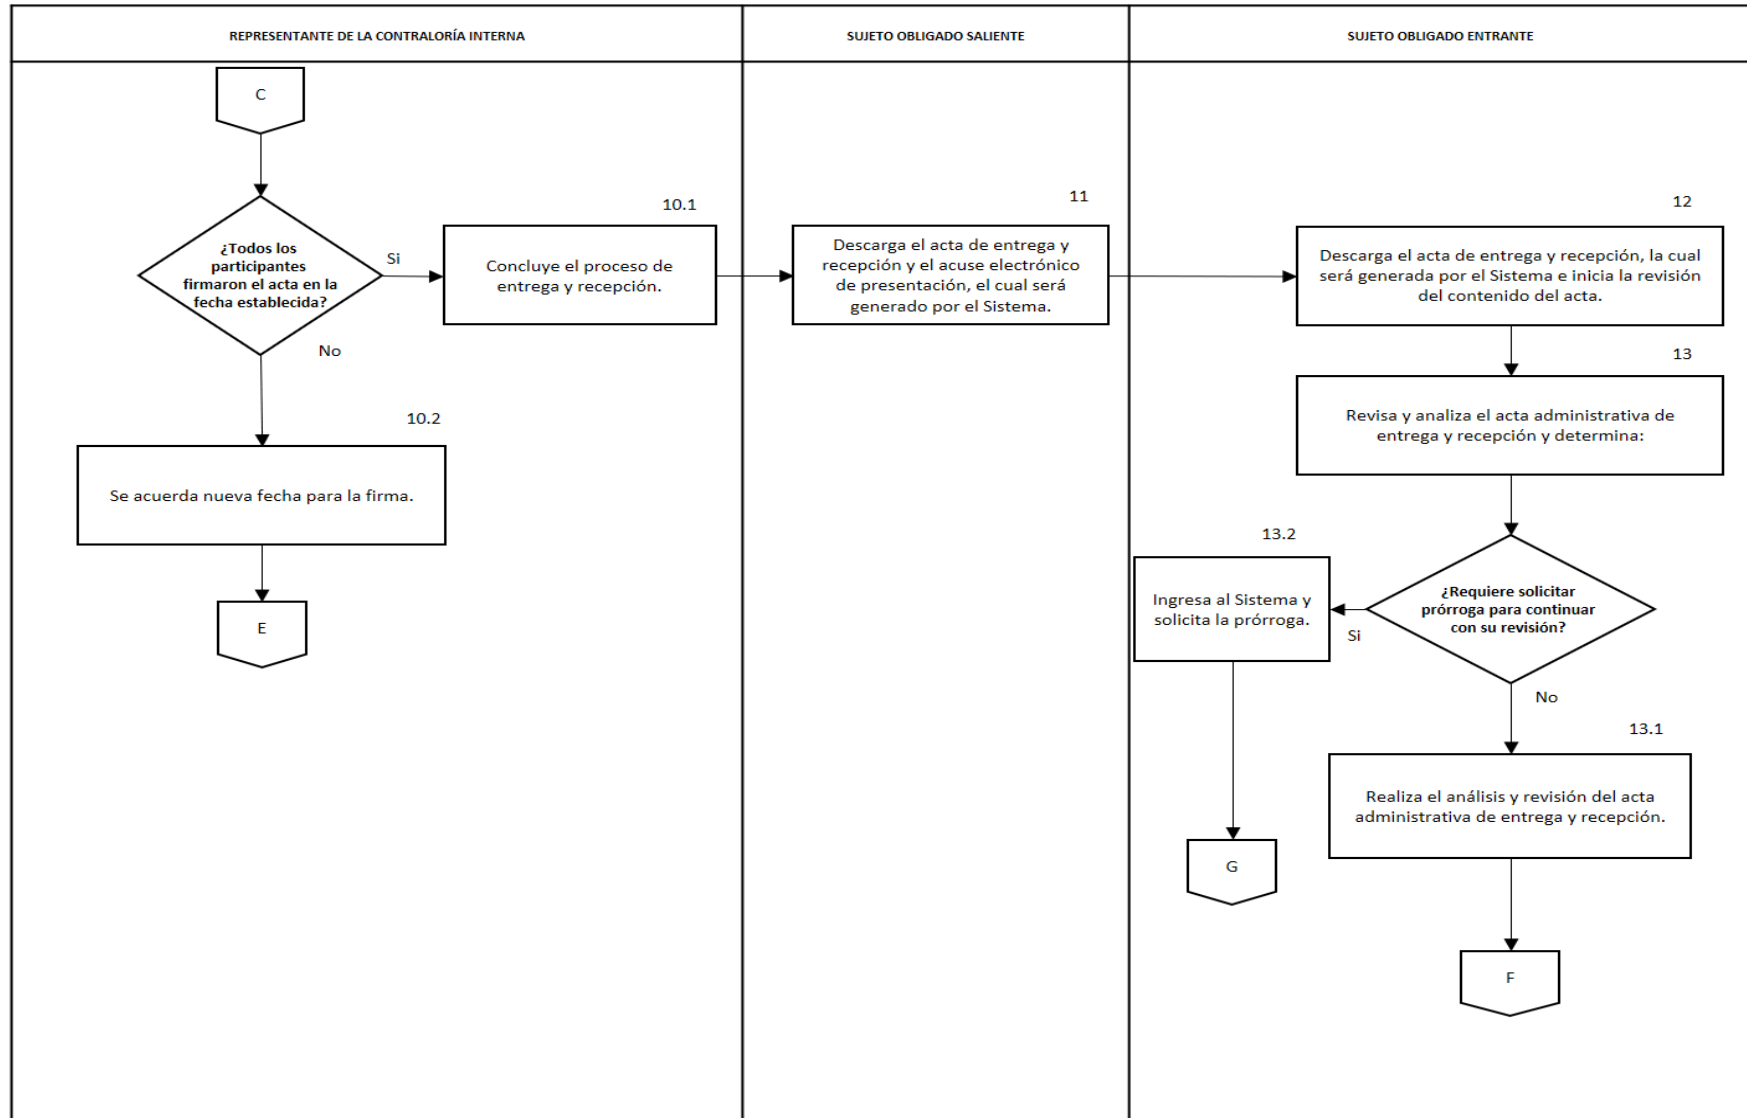 REPRESENTANTE DE LA CONTRALORÍA INTERNA
SUJETO OBLIGADO SALIENTE
SUJETO OBLIGADO ENTRANTE
C
¿Todos los
participantes
firmaron el acta en la
fecha establecida?
Si
No
10.1
Concluye el proceso de
entrega y recepción.
10.2
Se acuerda nueva fecha para la firma.
E
11
Descarga el acta de entrega y
recepción y el acuse electrónico
de presentación, el cual será
generado por el Sistema.
12
Descarga el acta de entrega y recepción, la cual
será generada por el Sistema e inicia la revisión
del contenido del acta.
13
Revisa y analiza el acta administrativa de
entrega y recepción y determina:
¿Requiere solicitar
prórroga para continuar
con su revisión?
Si
No
13.2
Ingresa al Sistema y
solicita la prórroga.
G
13.1
Realiza el análisis y revisión del acta
administrativa de entrega y recepción.
F